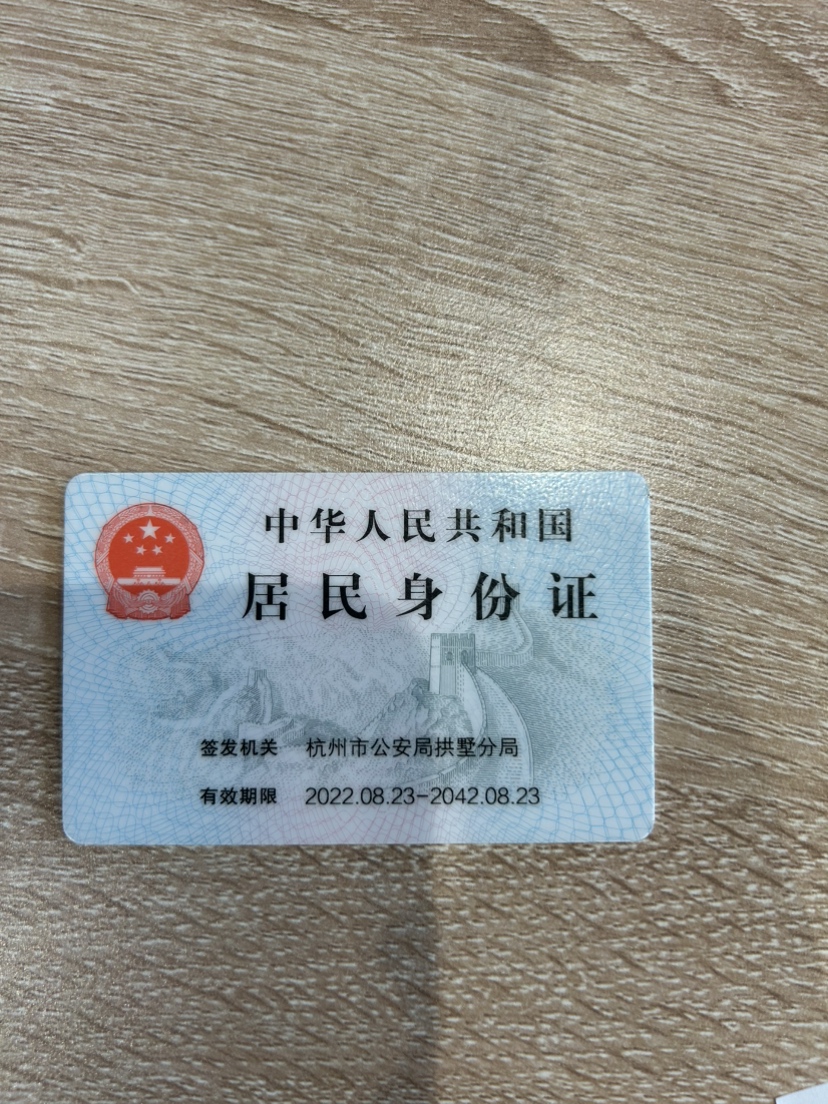 中华人民共和国
居民身份证
签发机关 杭州市公安局拱墅分局
有效期限 2022.08.23-2042.08.23